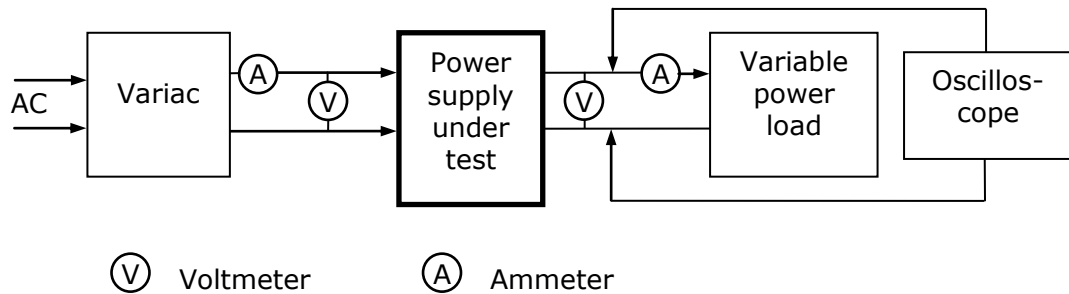 AC
Variac
A
V
Power
supply
under
test
V
A
Variable
power
load
Oscillos-
cope
V Voltmeter
A Ammeter